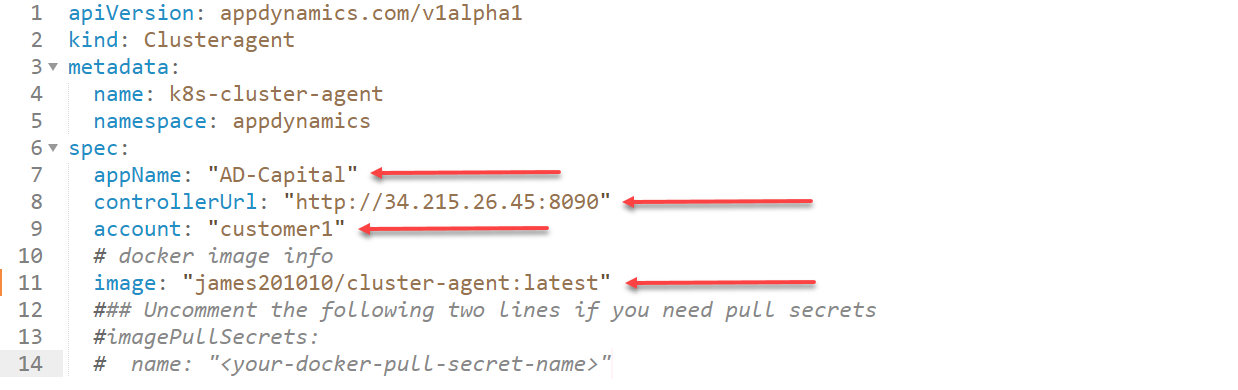 1 apiVersion: appdynamics.com/v1alpha1
2 kind: Clusteragent
3 metadata:
4   name: k8s-cluster-agent
5   namespace: appdynamics
6 spec:
7   appName: "AD-Capital"
8   controllerUrl: "http://34.215.26.45:8090"
9   account: "customer1"
10   # docker image info
11   image: "james201010/cluster-agent:latest"
12   ### Uncomment the following two lines if you need pull secrets
13   #imagePullSecrets:
14   #  name: "<your-docker-pull-secret-name>"